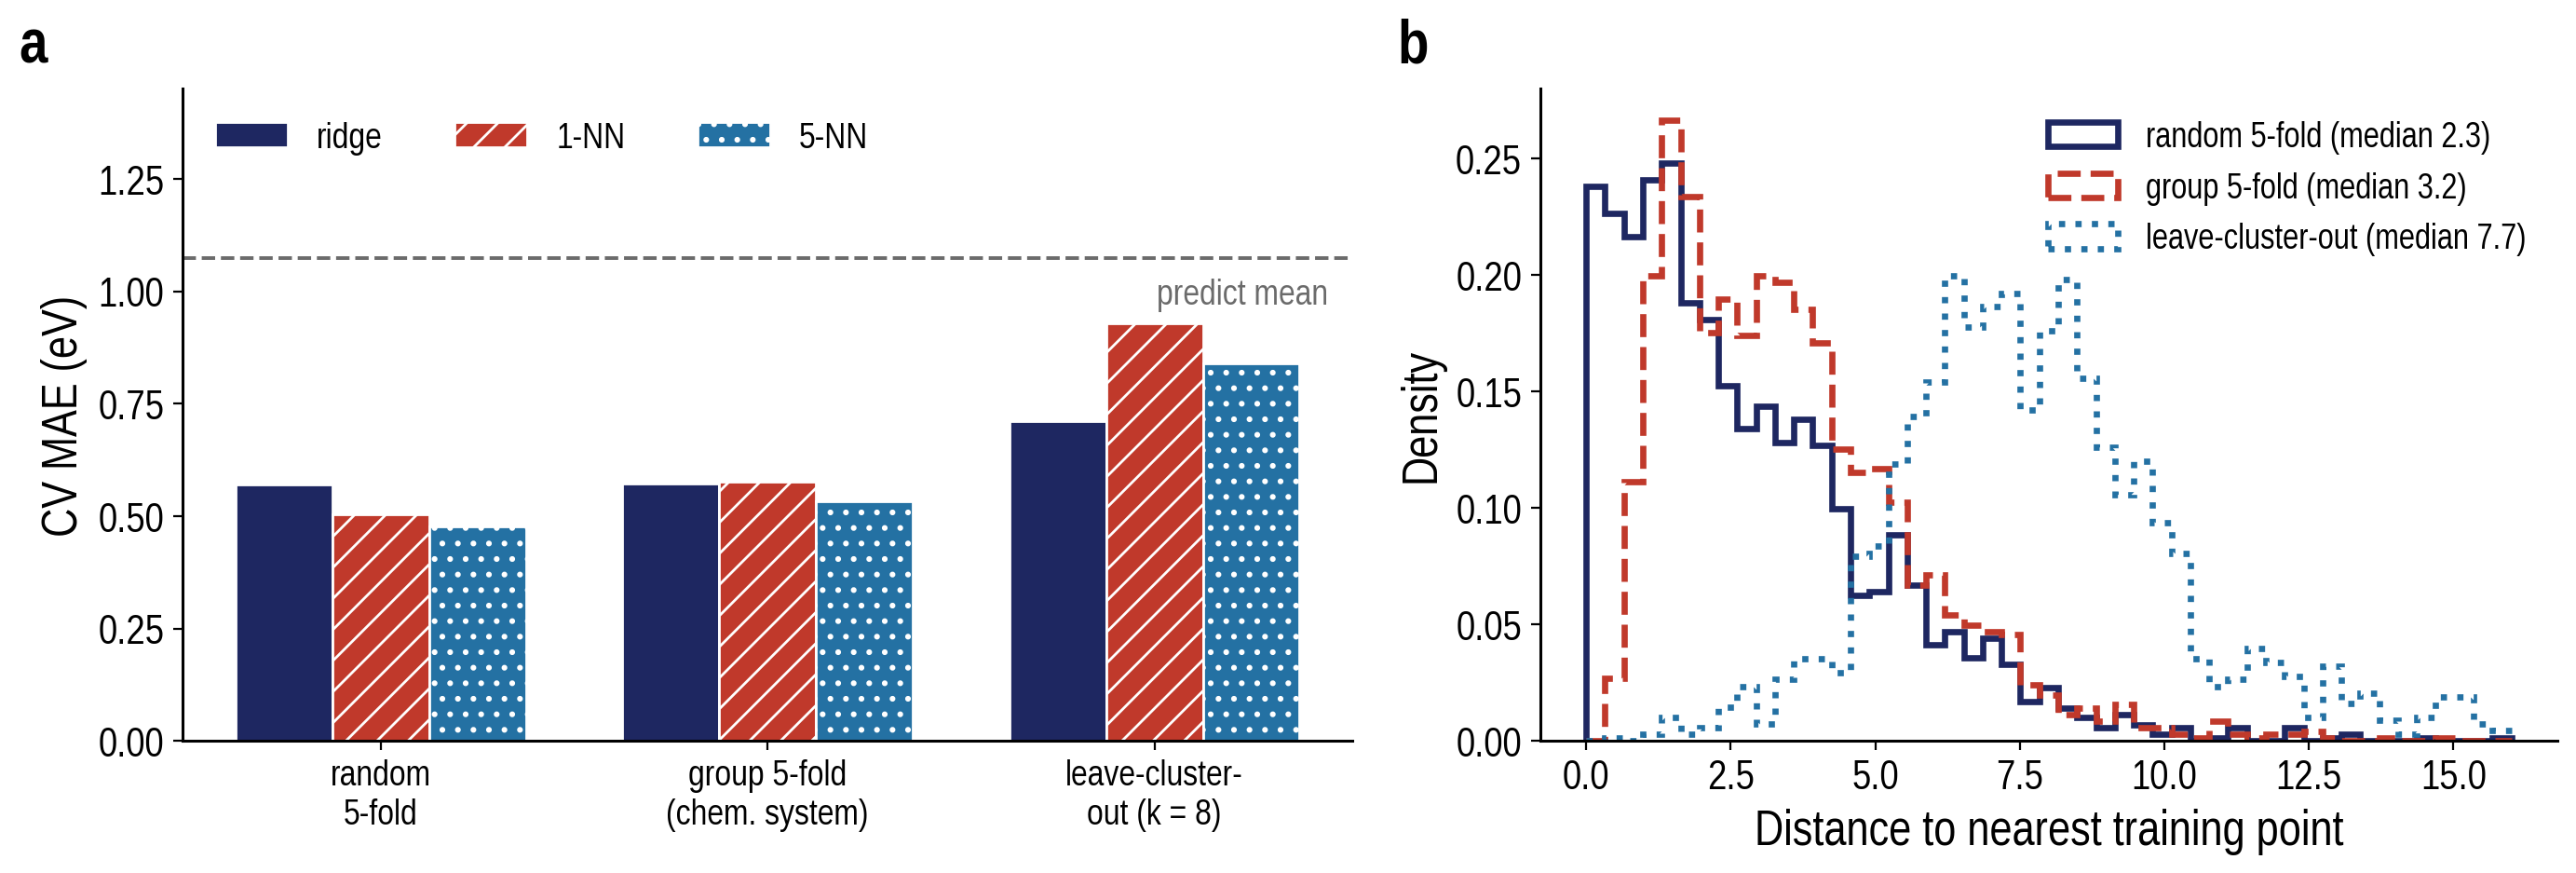 a
ridge
1-NN
5-NN
1.25
1.00
0.75
0.50
0.25
0.00
CV MAE (eV)
predict mean
random
5-fold
group 5-fold
(chem. system)
leave-cluster-
out (k = 8)
b
random 5-fold (median 2.3)
group 5-fold (median 3.2)
leave-cluster-out (median 7.7)
0.25
0.20
0.15
0.10
0.05
0.00
Density
0.0
2.5
5.0
7.5
10.0
12.5
15.0
Distance to nearest training point